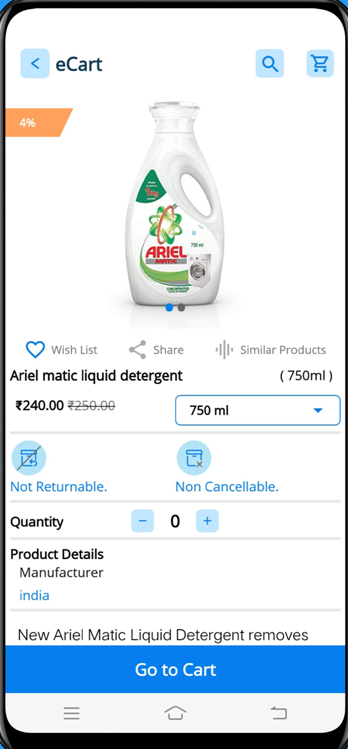 eCart
4%
750 ml
ARIEL
MATIC
Wish List
Share
Similar Products
Ariel matic liquid detergent
( 750ml )
₹240.00 ₹250.00
750 ml
Not Returnable.
Non Cancellable.
Quantity
− 0 +
Product Details
Manufacturer
india
New Ariel Matic Liquid Detergent removes
Go to Cart